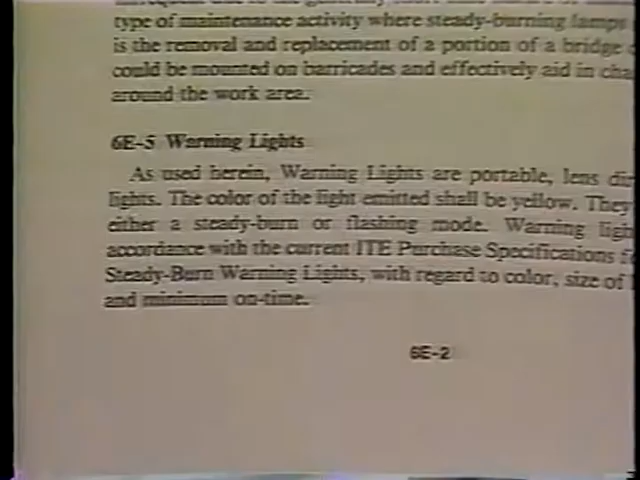 type of maintenance activity where steady-burning lamps
is the removal and replacement of a portion of a bridge
could be mounted on barricades and effectively aid in
around the work area.
6E-5 Warning Lights
As used herein, Warning Lights are portable, lens
lights. The color of the light emitted shall be yellow. They
either a steady-burn or flashing mode. Warning
accordance with the current ITE Purchase Specifications
Steady-Burn Warning Lights, with regard to color, size of
and minimum on-time.
6E-2